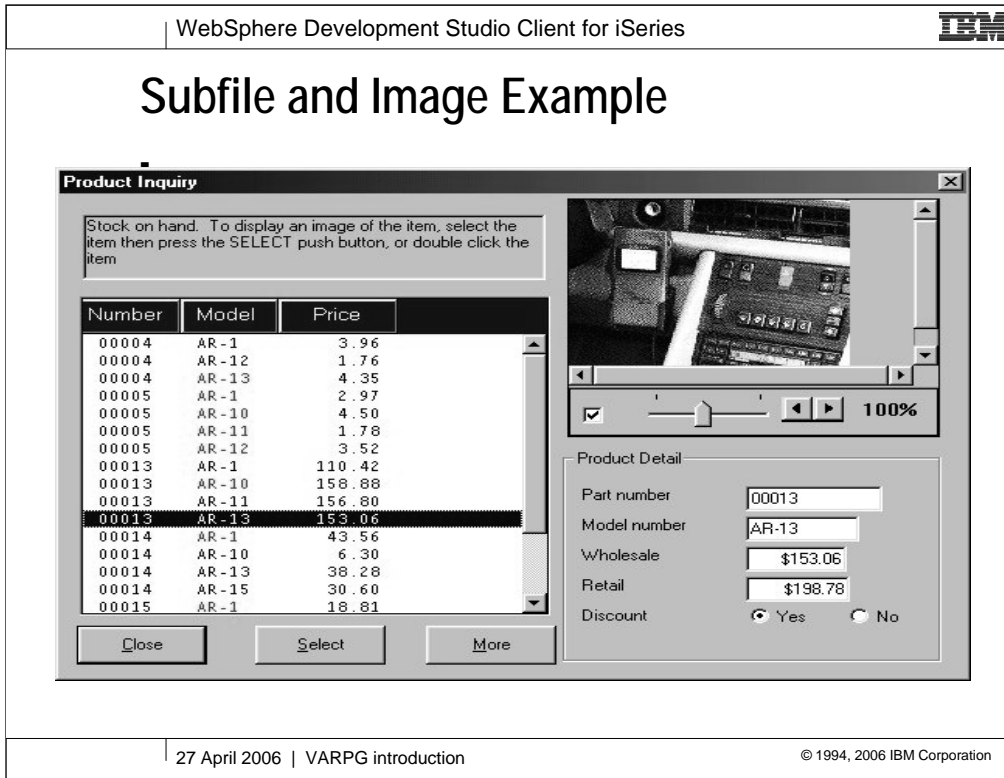 WebSphere Development Studio Client for iSeries
IBM
Subfile and Image Example
Product Inquiry
Stock on hand. To display an image of the item, select the
item then press the SELECT push button, or double click the
item
Number Model Price
00004 AR-1 3.96
00004 AR-12 1.76
00004 AR-13 4.35
00005 AR-1 2.97
00005 AR-10 4.50
00005 AR-11 1.78
00005 AR-12 3.52
00013 AR-1 110.42
00013 AR-10 158.88
00013 AR-11 156.80
00013 AR-13 153.06
00014 AR-1 43.56
00014 AR-10 6.30
00014 AR-13 38.28
00014 AR-15 30.60
00015 AR-1 18.81
Close Select More
100%
Product Detail
Part number 00013
Model number AR-13
Wholesale $153.06
Retail $198.78
Discount Yes No
27 April 2006 | VARPG introduction
© 1994, 2006 IBM Corporation